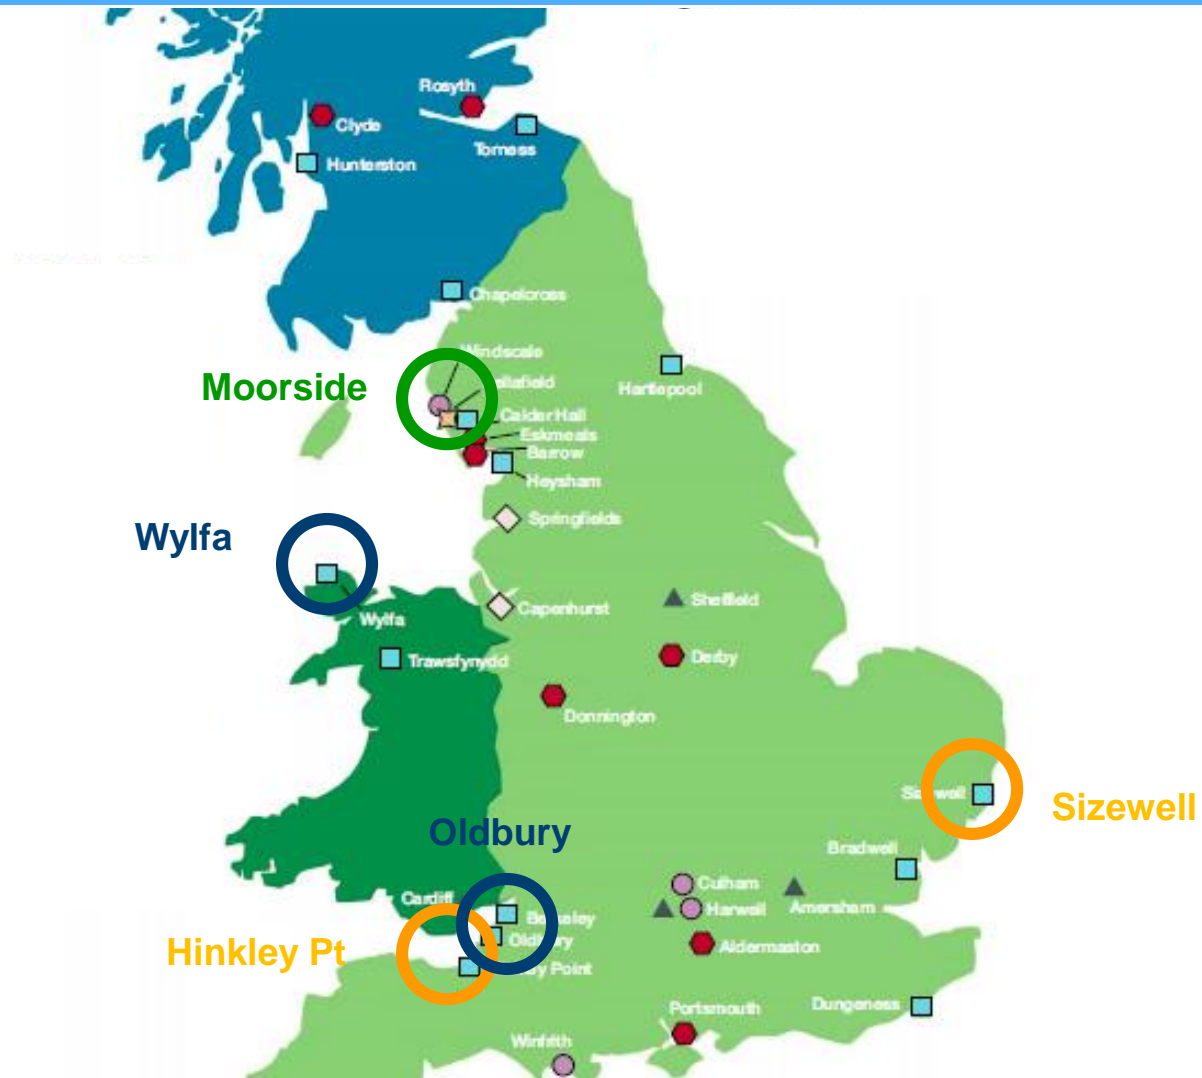 Rosyth
Clyde
Torness
Hunterston
Chapelcross
Windscale
Hartlepool
Moorside
Calder Hall
Eskmeals
Barrow
Heysham
Springfields
Wylfa
Capenhurst
Sheffield
Wylfa
Trawsfynydd
Derby
Donnington
Sizewell
Oldbury
Bradwell
Culham
Cardiff
Harwell
Amersham
Aldermaston
Hinkley Pt
Point
Portsmouth
Dungeness
Winfrith